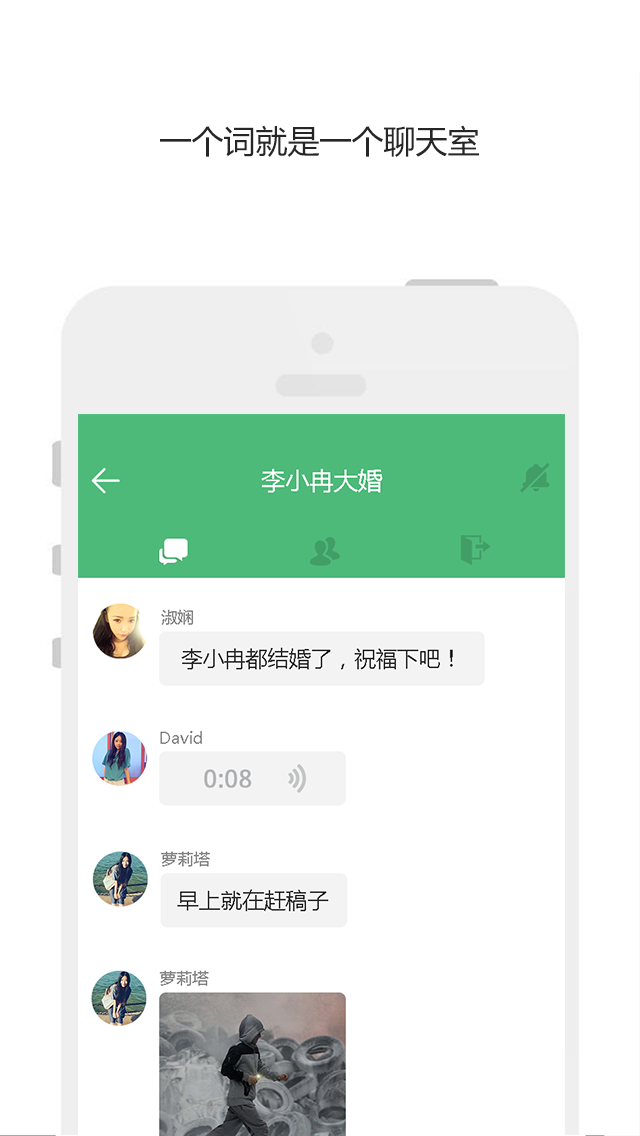 一个词就是一个聊天室
李小冉大婚
淑娴
李小冉都结婚了，祝福下吧！
David
0:08
萝莉塔
早上就在赶稿子
萝莉塔